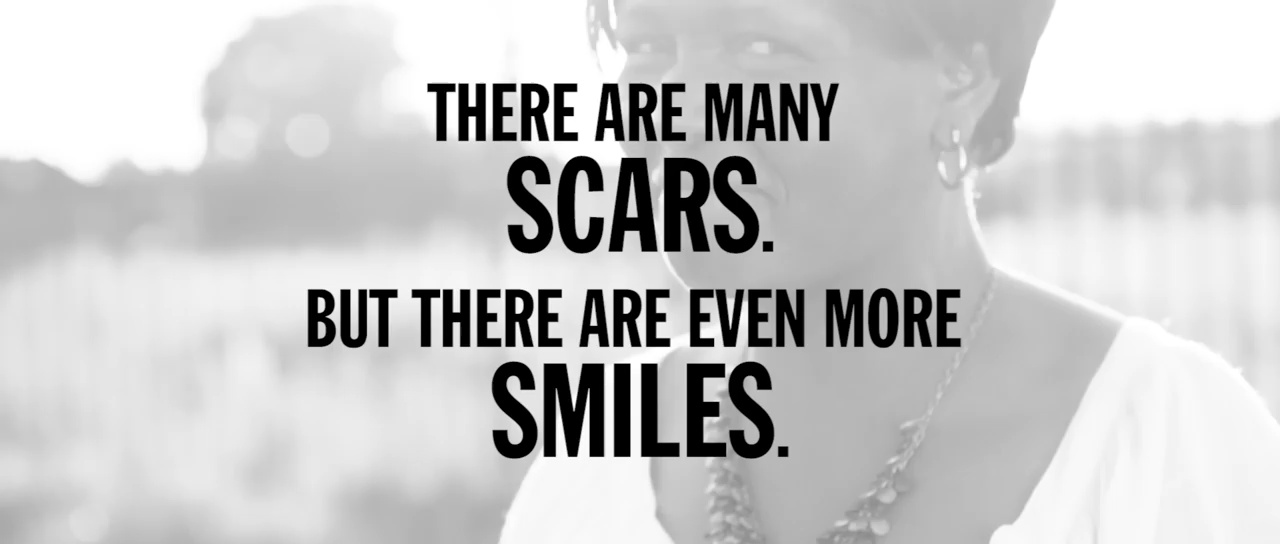 THERE ARE MANY
SCARS.
BUT THERE ARE EVEN MORE
SMILES.